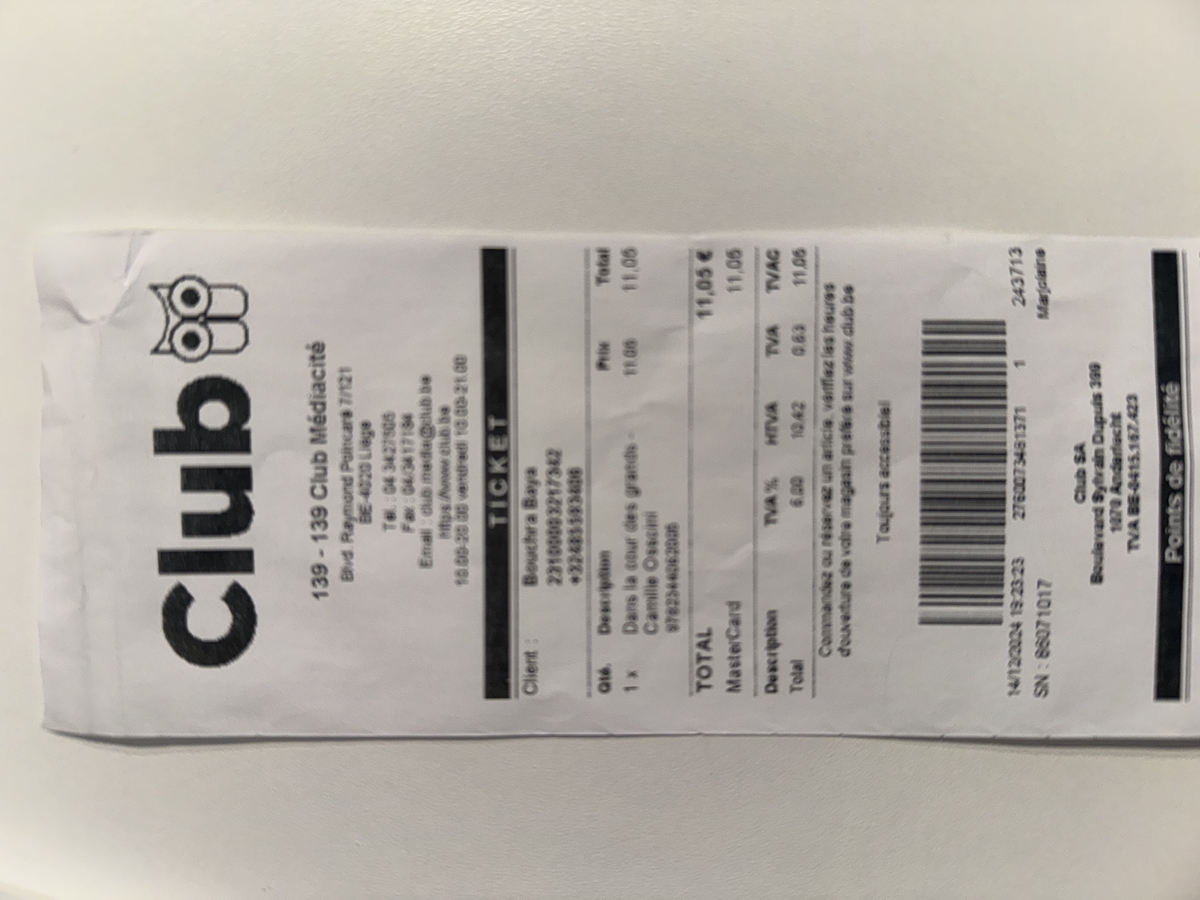 Club
139 - 139 Club Médiacité
Blvd. Raymond Poincaré 7/121
BE-4020 Liège
Tél. : 04 3422505
Fax : 04/3417194
Email : club.media@club.be
https://www.club.be
10.00-20.00 vendredi 10.00-21.00
TICKET
Client : Bouchra Baya
Qté. Description Prix Total
1 x Dans la cour des grands - 11,05 11,05
Camille Osscini
TOTAL 11,05 €
MasterCard 11,05
Description TVA % HTVA TVA TVAC
Total 6.00 10.42 0.63 11,05
Commandez ou réservez un article, vérifiez les heures
d'ouverture de votre magasin préféré sur www.club.be
Toujours accessible!
14/12/2024 19:23:23 2760073481371 1 243713
SN : 86071017 Marjolaine
Club SA
Boulevard Sylvain Dupuis 399
1070 Anderlecht
TVA BE-0415.167.423
Points de fidélité